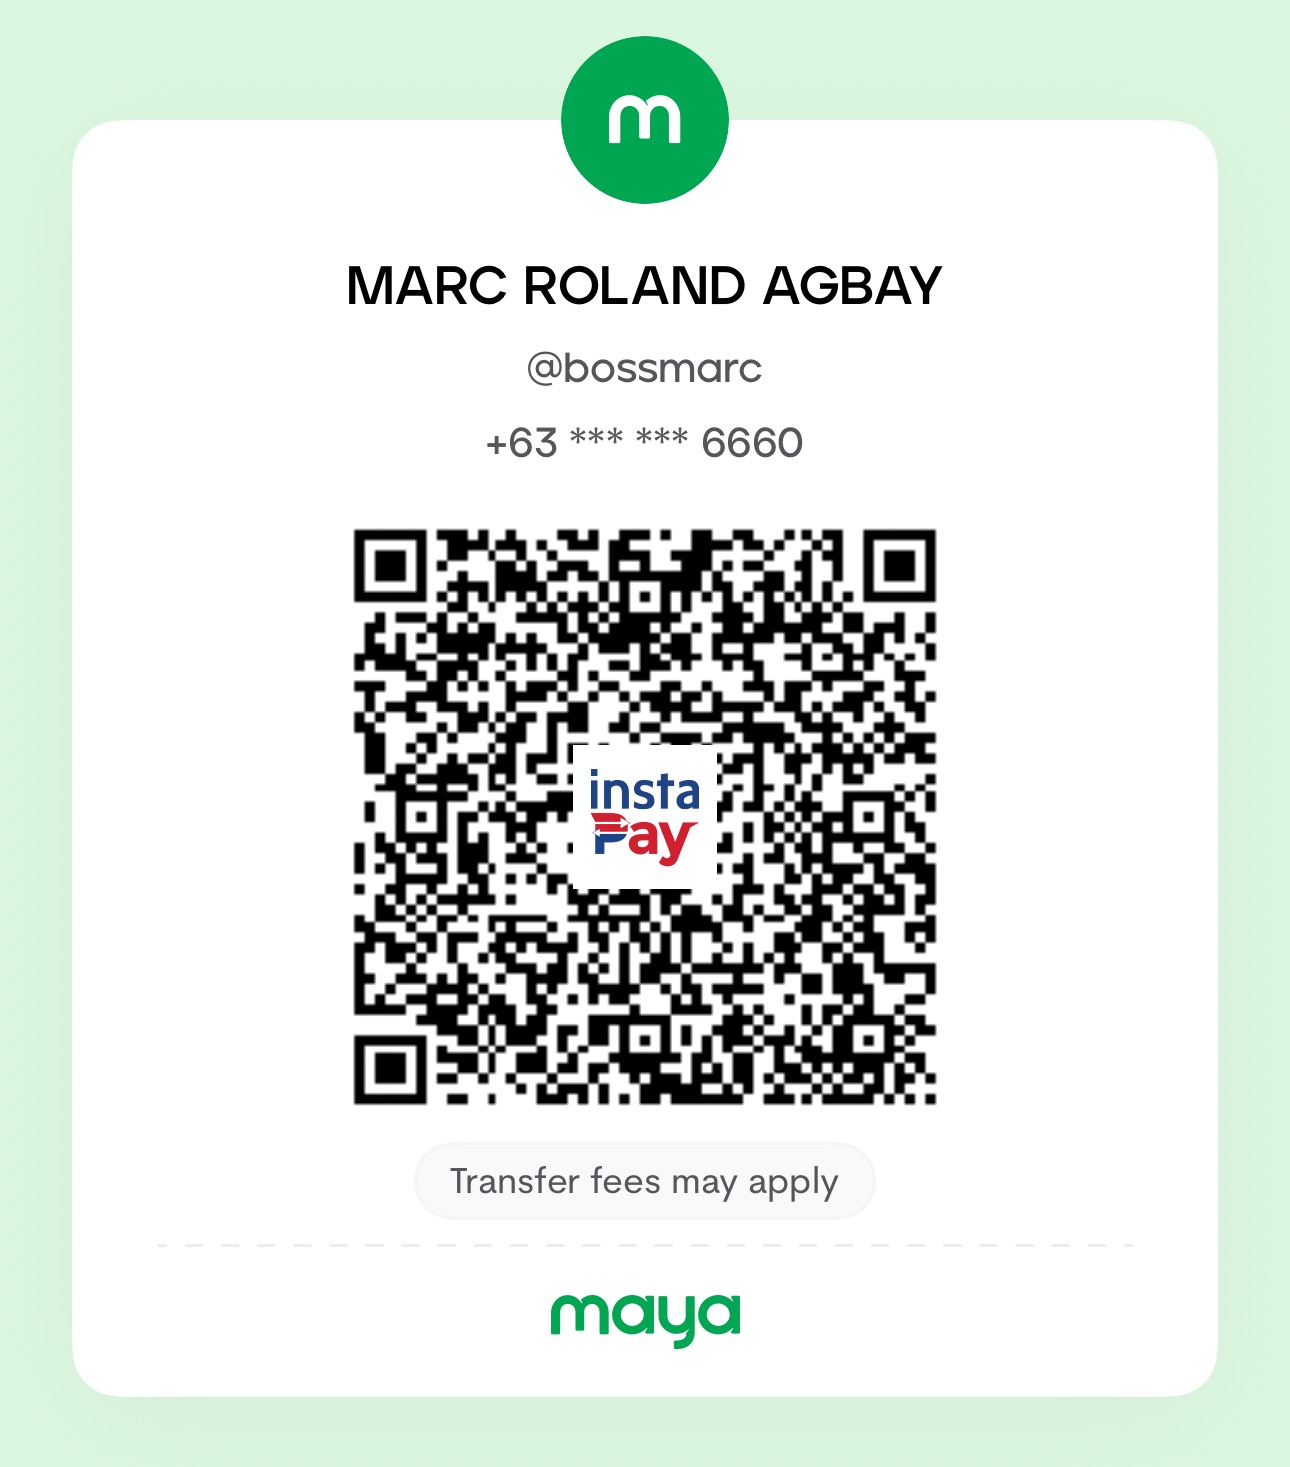 m
MARC ROLAND AGBAY
@bossmarc
+63 *** *** 6660
insta
Pay
Transfer fees may apply
maya